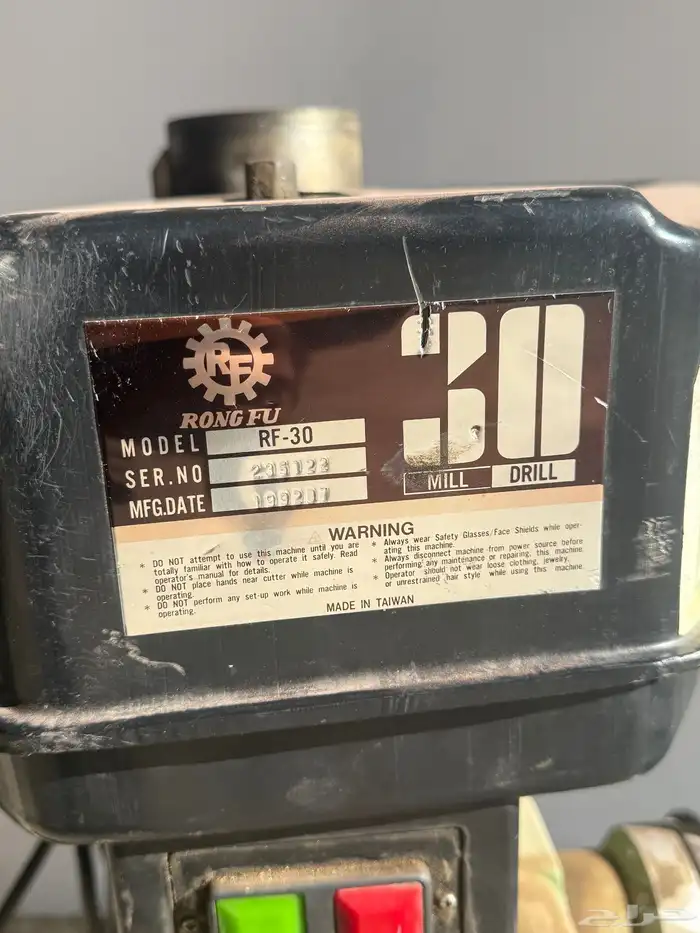 RF
RONG FU
30
MODEL RF-30
SER.NO 235123
MFG.DATE 199207
MILL DRILL
WARNING
* DO NOT attempt to use this machine until you are
totally familiar with how to operate it safely. Read
operator's manual for details.
* DO NOT place hands near cutter while machine is
operating.
* DO NOT perform any set-up work while machine is
operating.
* Always wear Safety Glasses/Face Shields while oper-
ating this machine.
* Always disconnect machine from power source before
performing any maintenance or repairing, this machine.
* Operator should not wear loose clothing, jewelry,
or unrestrained hair style while using this machine.
MADE IN TAIWAN
حراج